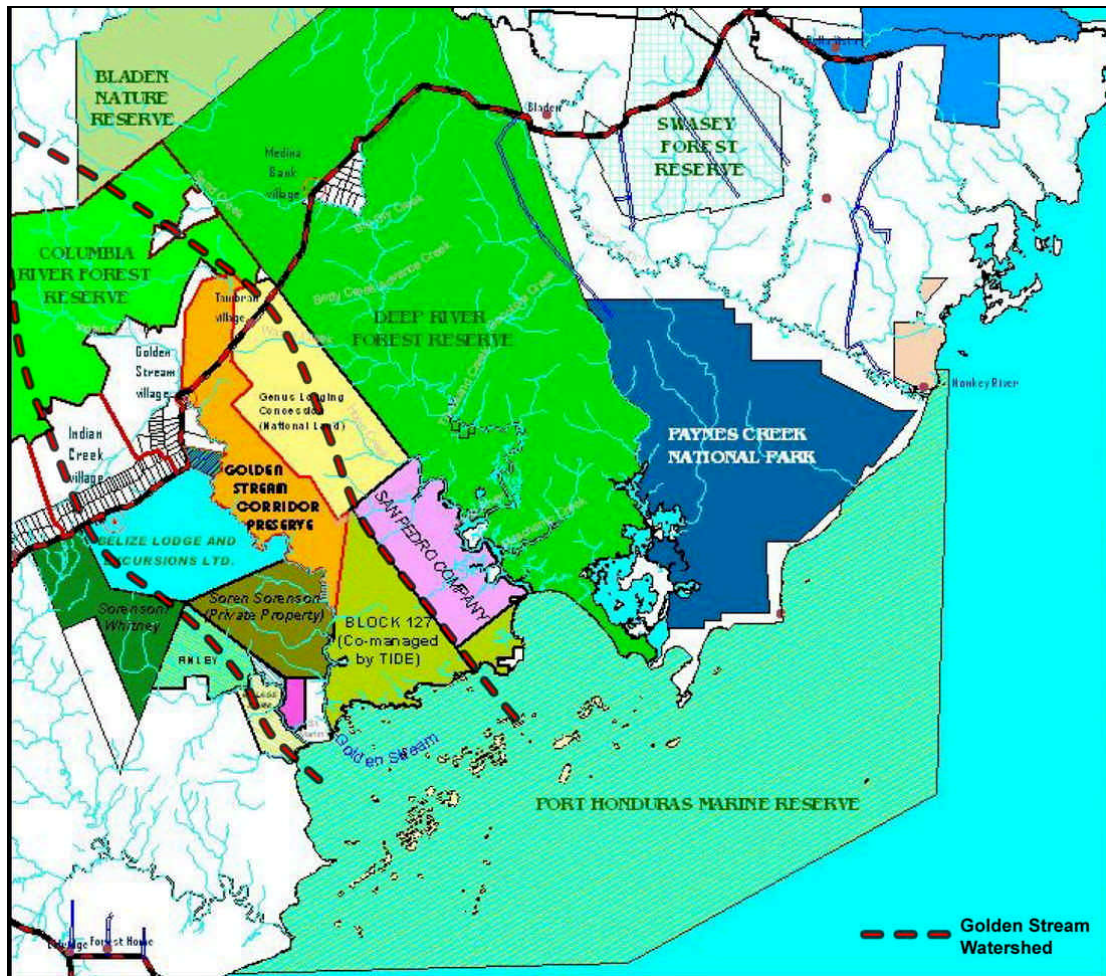 BLADEN
NATURE
RESERVE
Bladen
SWASEY
FOREST
RESERVE
Medina
Bank
village
COLUMBIA
RIVER FOREST
RESERVE
DEEP RIVER
FOREST RESERVE
village
Golden
Stream
village
Genus Logging
Concession
(National Land)
Monkey River
Indian
Creek
village
PAYNES CREEK
NATIONAL PARK
GOLDEN
STREAM
CORRIDOR
PRESERVE
BELIZE LODGE AND
EXCURSIONS LTD.
SAN PEDRO COMPANY
Sorenson/
Whitney
Soren Sorenson
(Private Property)
BLOCK 127
(Co-managed
by TIDE)
Golden Stream
PORT HONDURAS MARINE RESERVE
Forest Home
Golden Stream
Watershed